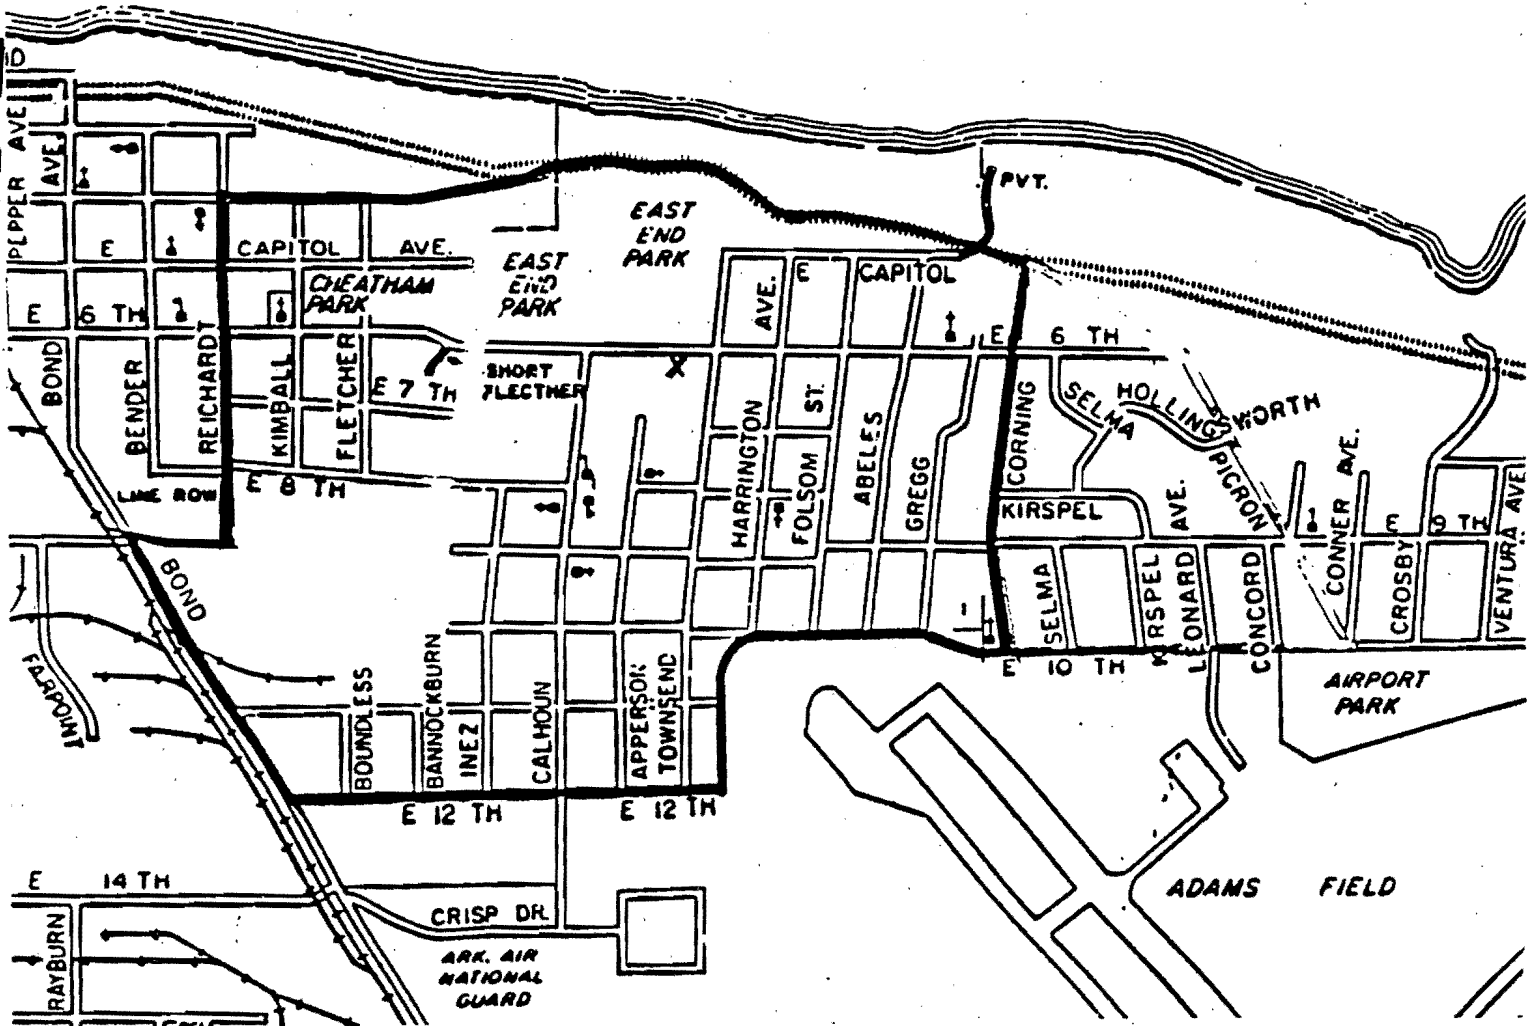 PEPPER AVE
AVE.
PVT.
EAST
END
PARK
E CAPITOL AVE.
EAST
END
PARK
CHEATHAM
PARK
AVE.
E CAPITOL
E 6 TH
E 6 TH
BOND
BENDER
REICHARDT
KIMBALL
FLETCHER
E 7 TH
SHORT
FLECTHER
X
HARRINGTON
ST.
FOLSOM
ABELES
GREGG
CORNING
SELMA
HOLLINGSWORTH
PICRON
LINE ROW
E 8 TH
KIRSPEL
AVE.
CONNER AVE.
E 9 TH
CROSBY
VENTURA AVE
BOND
FARPOINT
SELMA
KIRSPEL
LEONARD
CONCORD
E 10 TH
AIRPORT
PARK
BOUNDLESS
BANNOCKBURN
INEZ
CALHOUN
APPERSON
TOWNSEND
E 12 TH
E 12 TH
E 14 TH
ADAMS FIELD
CRISP DR.
RAYBURN
ARK. AIR
NATIONAL
GUARD